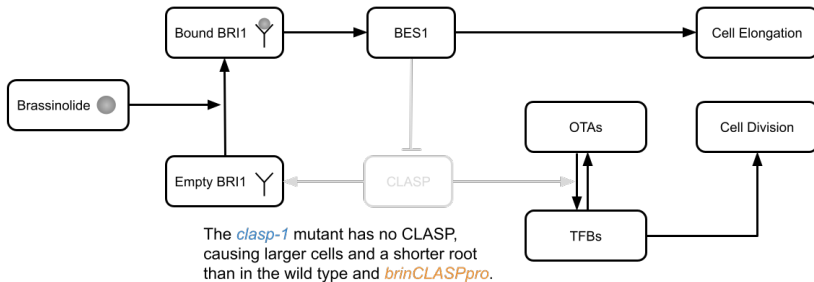 Bound BRI1
BES1
Cell Elongation
Brassinolide
OTAs
Cell Division
Empty BRI1
CLASP
TFBs
The clasp-1 mutant has no CLASP,
causing larger cells and a shorter root
than in the wild type and brinCLASPpro.